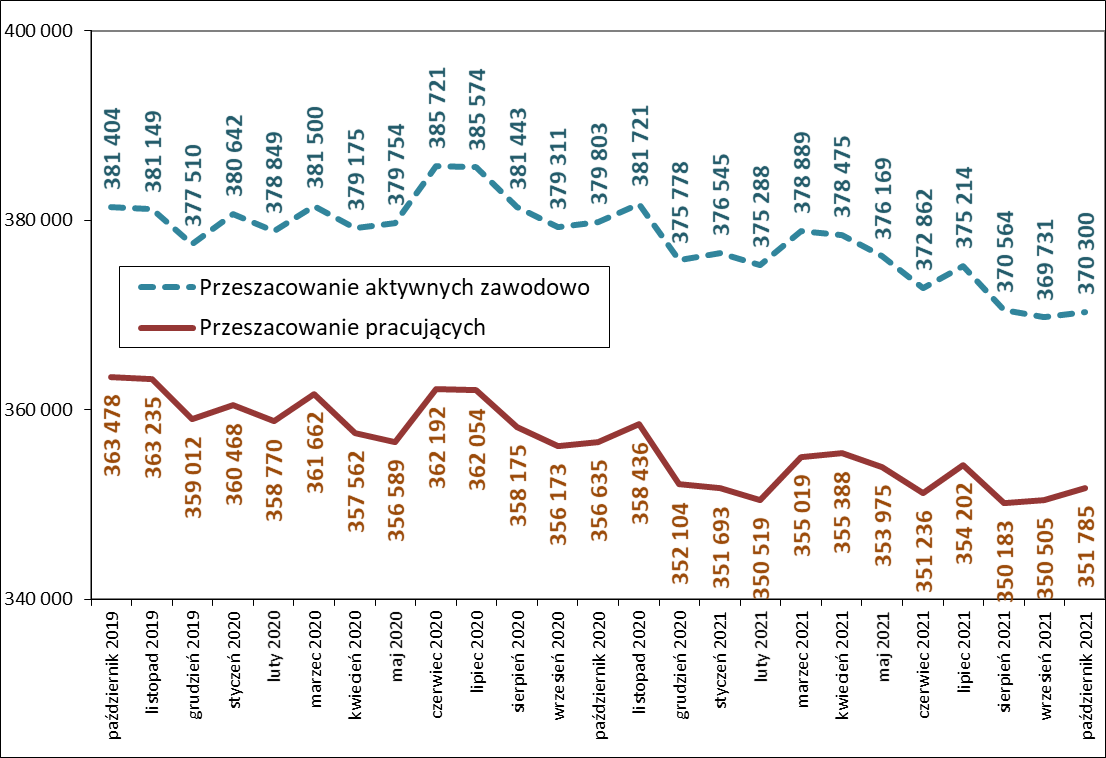 400 000
380 000
360 000
340 000
381 404
381 149
377 510
380 642
378 849
381 500
379 175
379 754
385 721
385 574
381 443
379 311
379 803
381 721
375 778
376 545
375 288
378 889
378 475
376 169
372 862
375 214
370 564
369 731
370 300
Przeszacowanie aktywnych zawodowo
Przeszacowanie pracujących
363 478
363 235
359 012
360 468
358 770
361 662
357 562
356 589
362 192
362 054
358 175
356 173
356 635
358 436
352 104
351 693
350 519
355 019
355 388
353 975
351 236
354 202
350 183
350 505
351 785
październik 2019
listopad 2019
grudzień 2019
styczeń 2020
luty 2020
marzec 2020
kwiecień 2020
maj 2020
czerwiec 2020
lipiec 2020
sierpień 2020
wrzesień 2020
październik 2020
listopad 2020
grudzień 2020
styczeń 2021
luty 2021
marzec 2021
kwiecień 2021
maj 2021
czerwiec 2021
lipiec 2021
sierpień 2021
wrzesień 2021
październik 2021